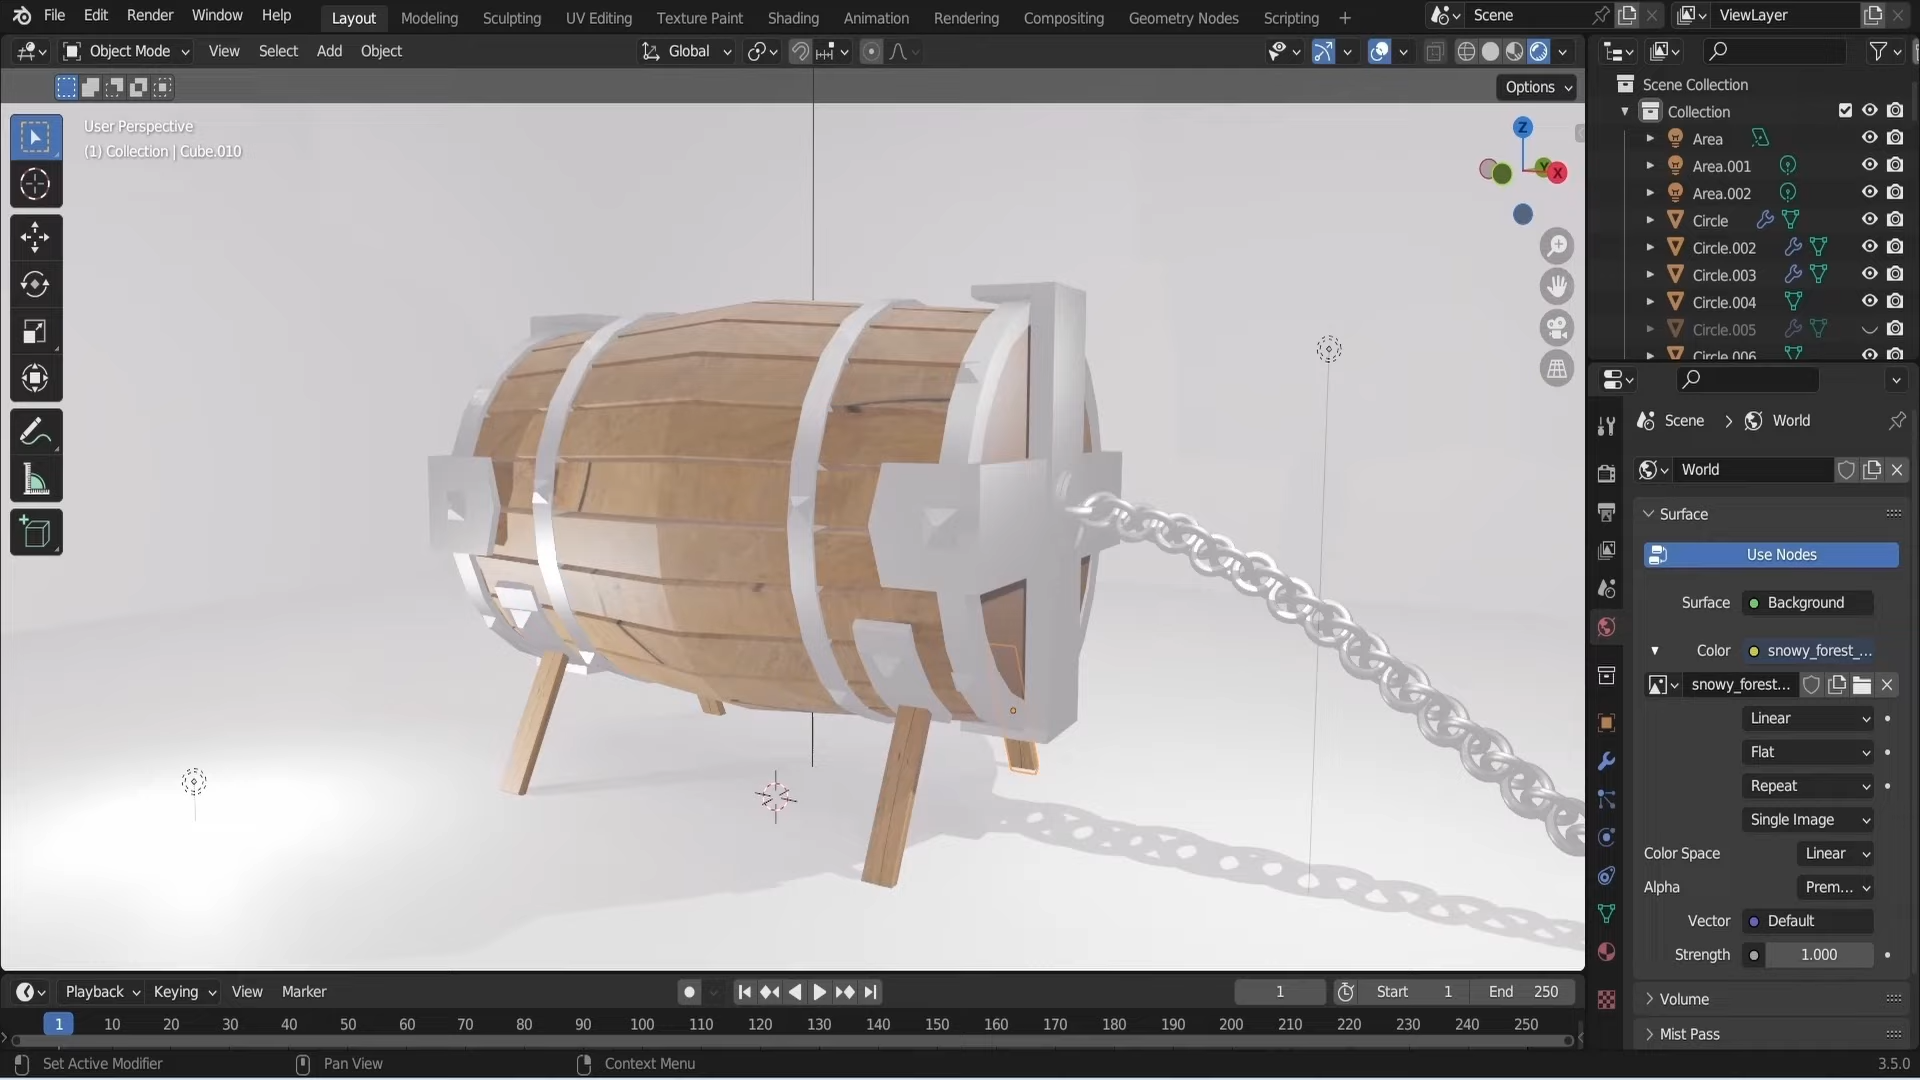 File Edit Render Window Help Layout Modeling Sculpting UV Editing Texture Paint Shading Animation Rendering Compositing Geometry Nodes Scripting + Scene ViewLayer
Object Mode View Select Add Object Global
Options
User Perspective
(1) Collection | Cube.010
Z
Y
X
Scene Collection
Collection
Area
Area.001
Area.002
Circle
Circle.002
Circle.003
Circle.004
Circle.005
Circle.006
Scene > World
World
Surface
Use Nodes
Surface Background
Color snowy_forest_...
snowy_forest...
Linear
Flat
Repeat
Single Image
Color Space Linear
Alpha Prem...
Vector Default
Strength 1.000
Volume
Mist Pass
Playback Keying View Marker 1 Start 1 End 250
1 10 20 30 40 50 60 70 80 90 100 110 120 130 140 150 160 170 180 190 200 210 220 230 240 250
Set Active Modifier Pan View Context Menu 3.5.0